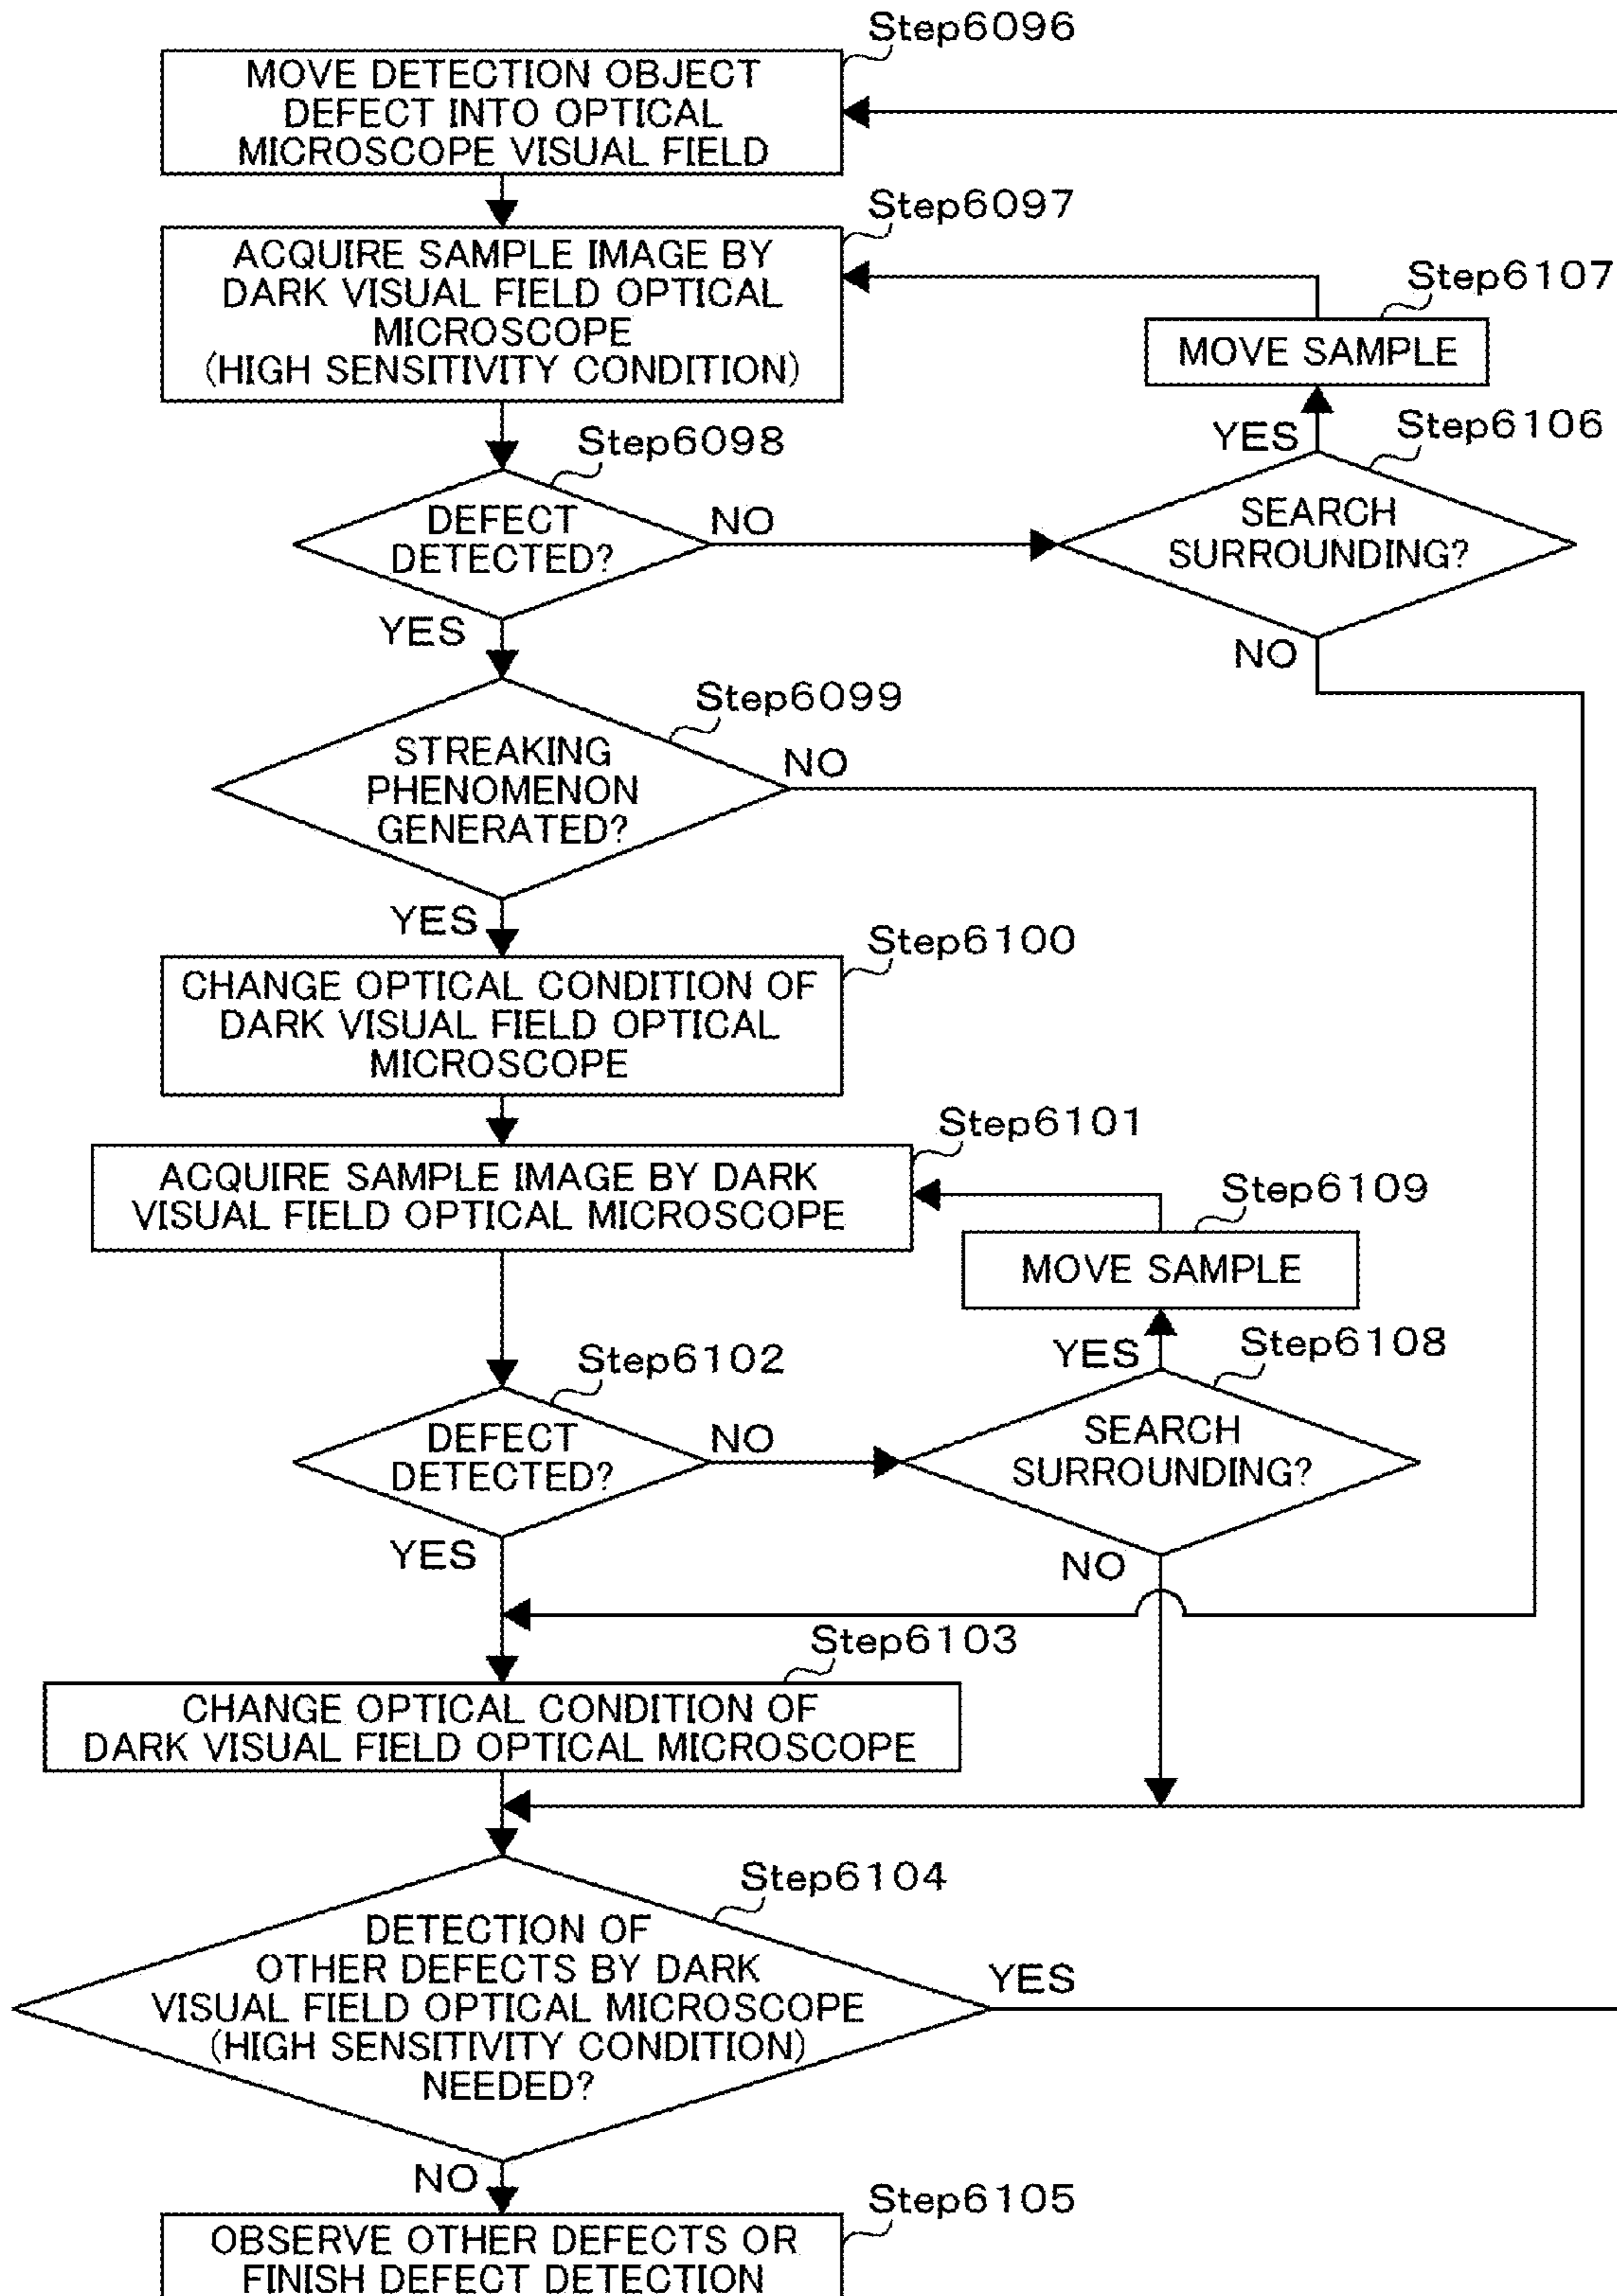 Step6096
MOVE DETECTION OBJECT
DEFECT INTO OPTICAL
MICROSCOPE VISUAL FIELD
Step6097
ACQUIRE SAMPLE IMAGE BY
DARK VISUAL FIELD OPTICAL
MICROSCOPE
(HIGH SENSITIVITY CONDITION)
Step6107
MOVE SAMPLE
Step6098
DEFECT
DETECTED?
NO
YES
YES
Step6106
SEARCH
SURROUNDING?
NO
Step6099
STREAKING
PHENOMENON
GENERATED?
NO
YES
Step6100
CHANGE OPTICAL CONDITION OF
DARK VISUAL FIELD OPTICAL
MICROSCOPE
Step6101
ACQUIRE SAMPLE IMAGE BY DARK
VISUAL FIELD OPTICAL MICROSCOPE
Step6109
MOVE SAMPLE
Step6102
DEFECT
DETECTED?
NO
YES
YES
Step6108
SEARCH
SURROUNDING?
NO
Step6103
CHANGE OPTICAL CONDITION OF
DARK VISUAL FIELD OPTICAL MICROSCOPE
Step6104
DETECTION OF
OTHER DEFECTS BY DARK
VISUAL FIELD OPTICAL MICROSCOPE
(HIGH SENSITIVITY CONDITION)
NEEDED?
YES
NO
Step6105
OBSERVE OTHER DEFECTS OR
FINISH DEFECT DETECTION